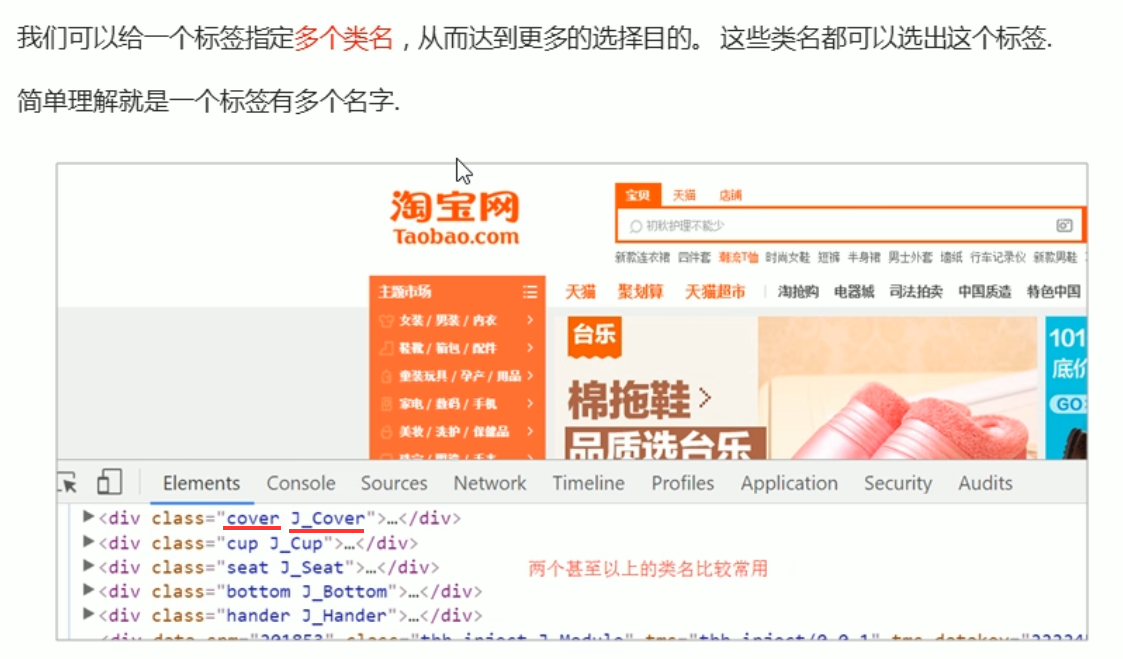 我们可以给一个标签指定多个类名，从而达到更多的选择目的。 这些类名都可以选出这个标签.
简单理解就是一个标签有多个名字.
淘宝网
Taobao.com
宝贝 天猫 店铺
初秋护理不能少
新款连衣裙 四件套 潮流T恤 时尚女鞋 短裤 半身裙 男士外套 墙纸 行车记录仪 新款男鞋
主题市场
天猫 聚划算 天猫超市 | 淘抢购 电器城 司法拍卖 中国质造 特色中国
女装 / 男装 / 内衣
鞋靴 / 箱包 / 配件
童装玩具 / 孕产 / 用品
家电 / 数码 / 手机
美妆 / 洗护 / 保健品
台乐
棉拖鞋
品质选台乐
101
底价
GO
Elements Console Sources Network Timeline Profiles Application Security Audits
<div class="cover J_Cover">…</div>
<div class="cup J_Cup">…</div>
<div class="seat J_Seat">…</div>
<div class="bottom J_Bottom">…</div>
<div class="hander J_Hander">…</div>
两个甚至以上的类名比较常用